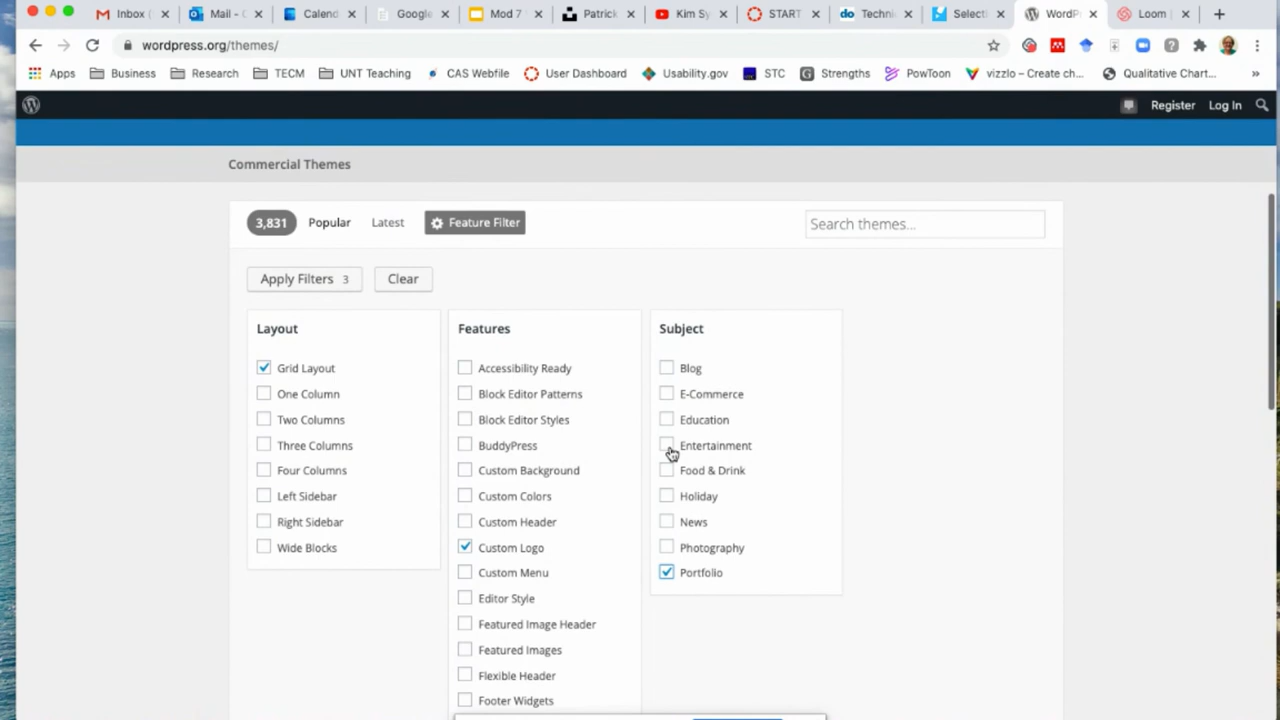 Inbox (
Mail - (
Calend
Google
Mod 7
Patrick
Kim Sy
START
Techni
Selecti
WordPr
Loom
wordpress.org/themes/
Apps
Business
Research
TECM
UNT Teaching
CAS Webfile
User Dashboard
Usability.gov
STC
Strengths
PowToon
vizzlo – Create ch...
Qualitative Chart...
»
Register
Log In
Commercial Themes
3,831
Popular
Latest
Feature Filter
Search themes...
Apply Filters 3
Clear
Layout
Grid Layout
One Column
Two Columns
Three Columns
Four Columns
Left Sidebar
Right Sidebar
Wide Blocks
Features
Accessibility Ready
Block Editor Patterns
Block Editor Styles
BuddyPress
Custom Background
Custom Colors
Custom Header
Custom Logo
Custom Menu
Editor Style
Featured Image Header
Featured Images
Flexible Header
Footer Widgets
Subject
Blog
E-Commerce
Education
Entertainment
Food & Drink
Holiday
News
Photography
Portfolio